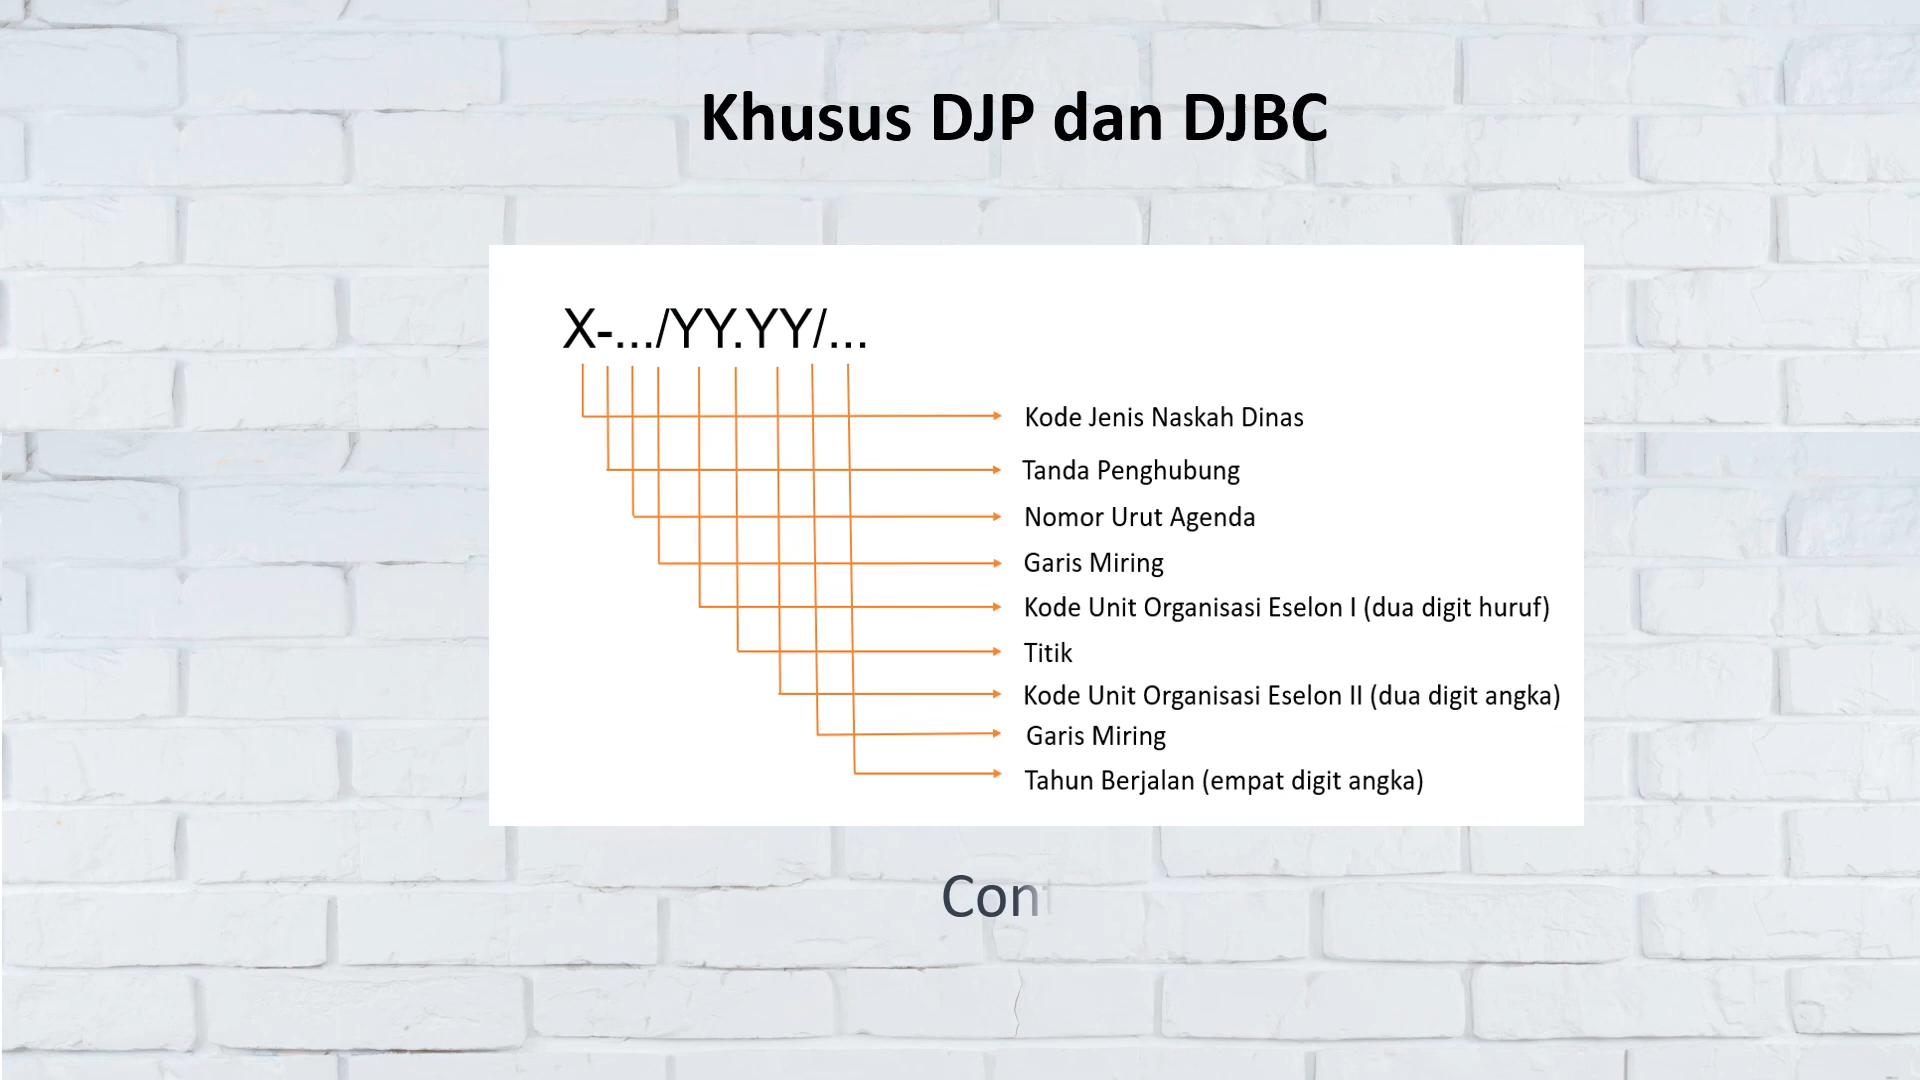 Khusus DJP dan DJBC
X-.../YY.YY/...
Kode Jenis Naskah Dinas
Tanda Penghubung
Nomor Urut Agenda
Garis Miring
Kode Unit Organisasi Eselon I (dua digit huruf)
Titik
Kode Unit Organisasi Eselon II (dua digit angka)
Garis Miring
Tahun Berjalan (empat digit angka)
Con